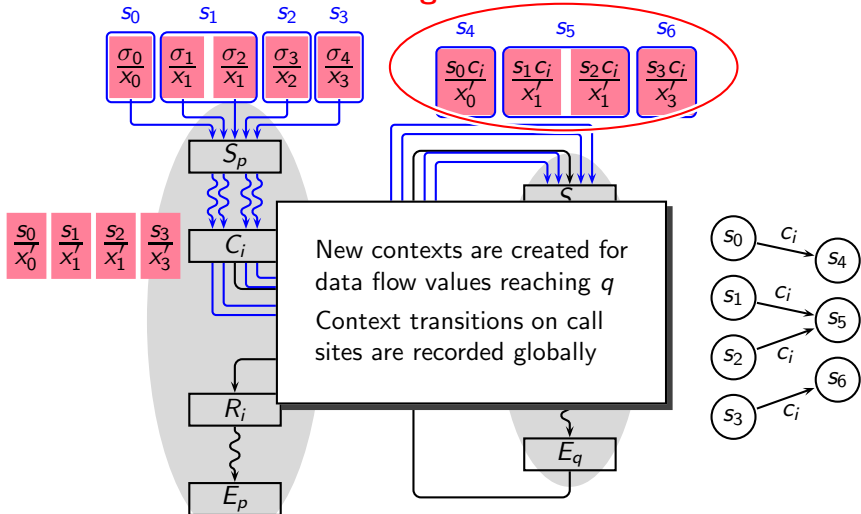 s0 s1 s2 s3
σ0/x0 σ1/x1 σ2/x1 σ3/x2 σ4/x3
s4 s5 s6
s0ci/x′0 s1ci/x′1 s2ci/x′1 s3ci/x′3
Sp
s0/x′0 s1/x′1 s2/x′1 s3/x′3
Ci
New contexts are created for
data flow values reaching q
Context transitions on call
sites are recorded globally
Ri
Ep
Eq
s0 ci s4
s1 ci s5
s2 ci
s3 ci s6